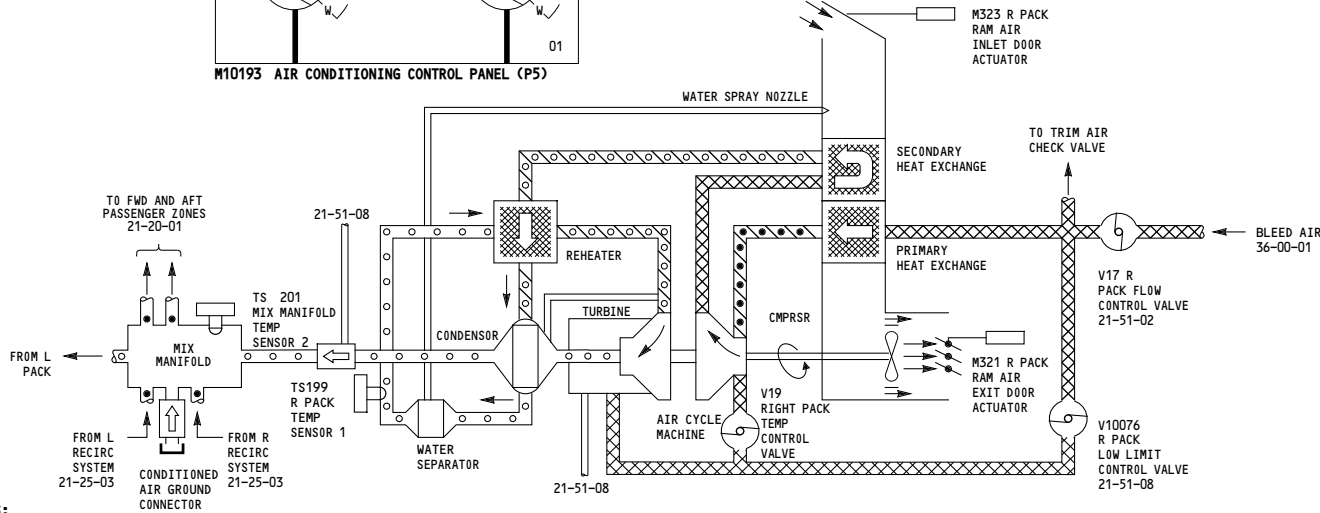 W
W
01
M10193 AIR CONDITIONING CONTROL PANEL (P5)
M323 R PACK
RAM AIR
INLET DOOR
ACTUATOR
WATER SPRAY NOZZLE
TO TRIM AIR
CHECK VALVE
SECONDARY
HEAT EXCHANGE
TO FWD AND AFT
PASSENGER ZONES
21-20-01
21-51-08
REHEATER
PRIMARY
HEAT EXCHANGE
BLEED AIR
36-00-01
V17 R
PACK FLOW
CONTROL VALVE
21-51-02
TS 201
MIX MANIFOLD
TEMP
SENSOR 2
CONDENSOR
TURBINE
CMPRSR
FROM L
PACK
MIX
MANIFOLD
M321 R PACK
RAM AIR
EXIT DOOR
ACTUATOR
TS199
R PACK
TEMP
SENSOR 1
V19
RIGHT PACK
TEMP
CONTROL
VALVE
AIR CYCLE
MACHINE
V10076
R PACK
LOW LIMIT
CONTROL VALVE
21-51-08
WATER
SEPARATOR
FROM L
RECIRC
SYSTEM
21-25-03
FROM R
RECIRC
SYSTEM
21-25-03
CONDITIONED
AIR GROUND
CONNECTOR
21-51-08